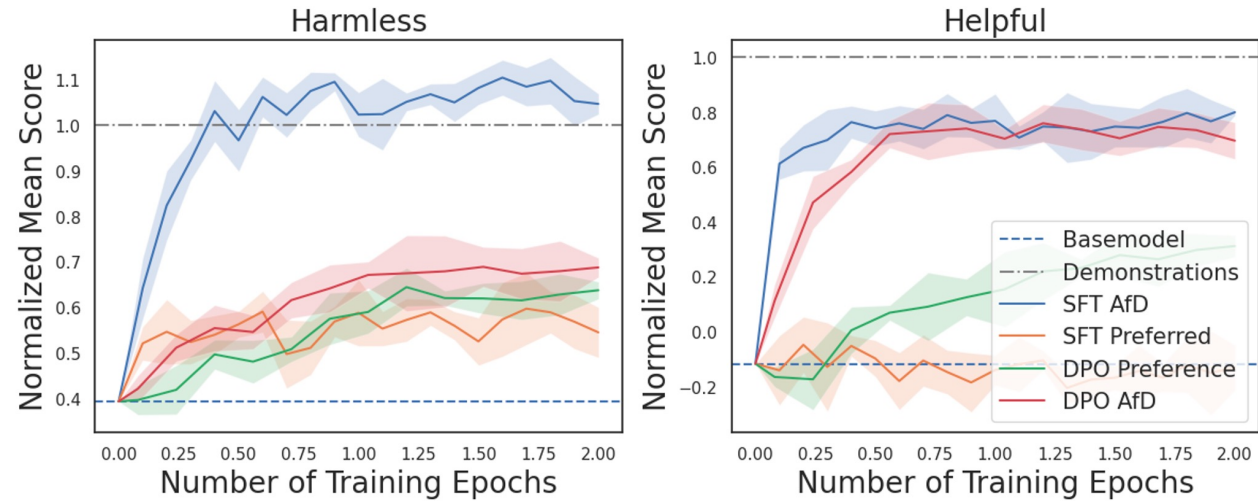 Harmless
Normalized Mean Score
1.1
1.0
0.9
0.8
0.7
0.6
0.5
0.4
0.00 0.25 0.50 0.75 1.00 1.25 1.50 1.75 2.00
Number of Training Epochs
Helpful
Normalized Mean Score
1.0
0.8
0.6
0.4
0.2
0.0
−0.2
0.00 0.25 0.50 0.75 1.00 1.25 1.50 1.75 2.00
Number of Training Epochs
Basemodel
Demonstrations
SFT AfD
SFT Preferred
DPO Preference
DPO AfD